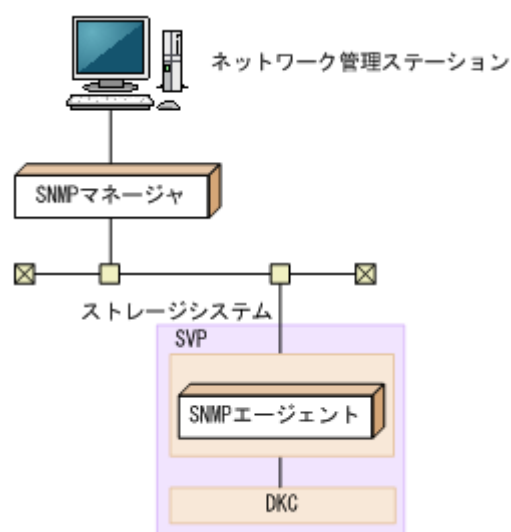 ネットワーク管理ステーション
SNMPマネージャ
ストレージシステム
SVP
SNMPエージェント
DKC